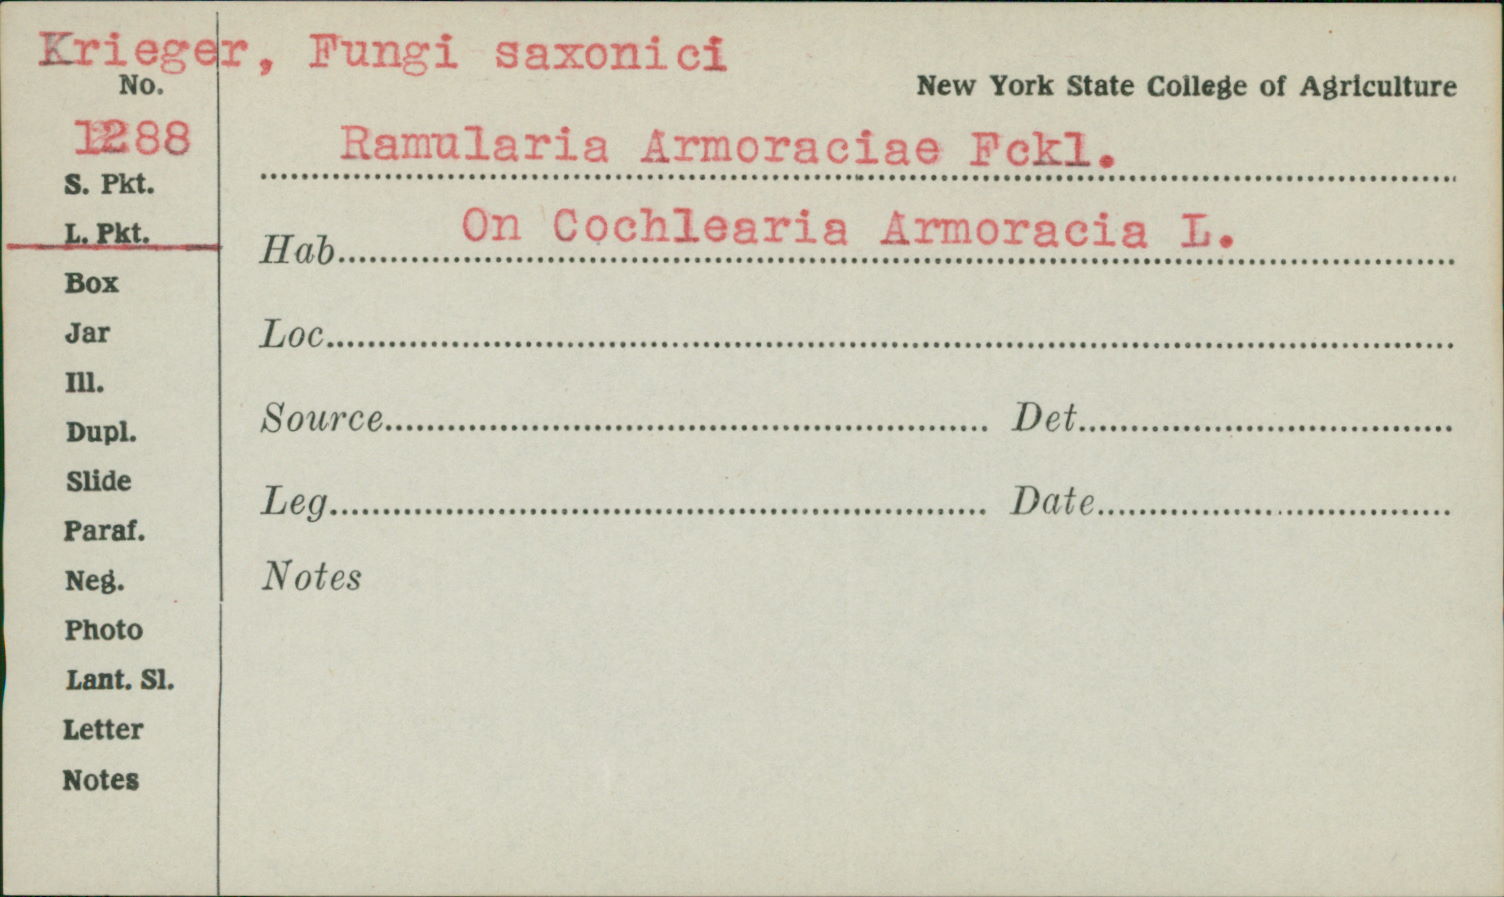 Krieger, Fungi saxonici
No.
New York State College of Agriculture
1288
Ramularia Armoraciae Fckl.
S. Pkt.
L. Pkt.
Hab. On Cochlearia Armoracia L.
Box
Jar
Loc.
Ill.
Dupl.
Source Det.
Slide
Leg. Date
Paraf.
Neg.
Notes
Photo
Lant. Sl.
Letter
Notes